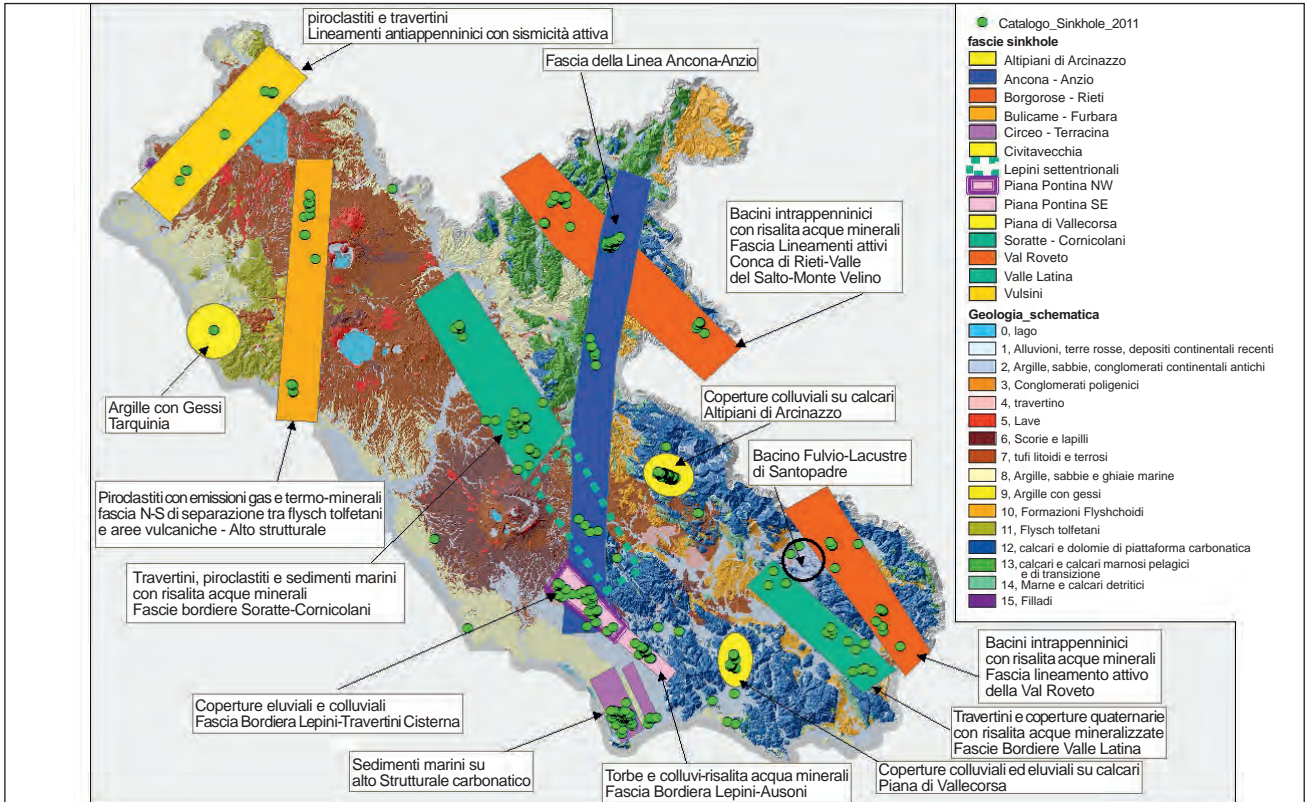 piroclastiti e travertini
Lineamenti antiappenninici con sismicità attiva
Fascia della Linea Ancona-Anzio
Bacini intrappenninici
con risalita acque minerali
Fascia Lineamenti attivi
Conca di Rieti-Valle
del Salto-Monte Velino
Argille con Gessi
Tarquinia
Coperture colluviali su calcari
Altipiani di Arcinazzo
Bacino Fulvio-Lacustre
di Santopadre
Piroclastiti con emissioni gas e termo-minerali
fascia N-S di separazione tra flysch tolfetani
e aree vulcaniche - Alto strutturale
Travertini, piroclastiti e sedimenti marini
con risalita acque minerali
Fascie bordiere Soratte-Cornicolani
Coperture eluviali e colluviali
Fascia Bordiera Lepini-Travertini Cisterna
Sedimenti marini su
alto Strutturale carbonatico
Torbe e colluvi-risalita acqua minerali
Fascia Bordiera Lepini-Ausoni
Coperture colluviali ed eluviali su calcari
Piana di Vallecorsa
Travertini e coperture quaternarie
con risalita acque mineralizzate
Fascie Bordiere Valle Latina
Bacini intrappenninici
con risalita acque minerali
Fascia lineamento attivo
della Val Roveto
Catalogo_Sinkhole_2011
fascie sinkhole
Altipiani di Arcinazzo
Ancona - Anzio
Borgorose - Rieti
Bulicame - Furbara
Circeo - Terracina
Civitavecchia
Lepini settentrionali
Piana Pontina NW
Piana Pontina SE
Piana di Vallecorsa
Soratte - Cornicolani
Val Roveto
Valle Latina
Vulsini
Geologia_schematica
0, lago
1, Alluvioni, terre rosse, depositi continentali recenti
2, Argille, sabbie, conglomerati continentali antichi
3, Conglomerati poligenici
4, travertino
5, Lave
6, Scorie e lapilli
7, tufi litoidi e terrosi
8, Argille, sabbie e ghiaie marine
9, Argille con gessi
10, Formazioni Flyshchoidi
11, Flysch tolfetani
12, calcari e dolomie di piattaforma carbonatica
13, calcari e calcari marnosi pelagici
e di transizione
14, Marne e calcari detritici
15, Filladi